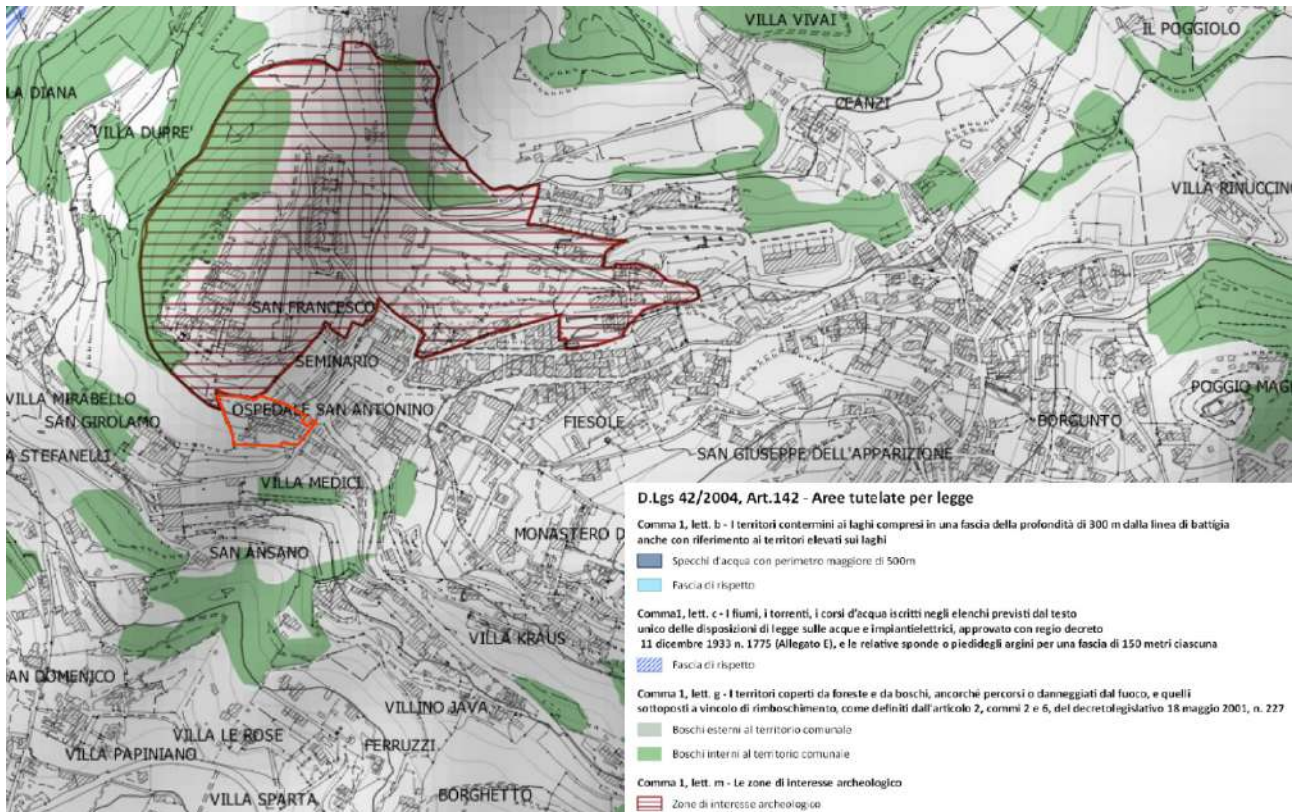 VILLA VIVAI
IL POGGIOLO
LA DIANA
CEANZI
VILLA DUPRE'
VILLA RINUCCINO
SAN FRANCESCO
SEMINARIO
VILLA MIRABELLO
OSPEDALE SAN ANTONINO
POGGIO MAG
SAN GIROLAMO
FIESOLE
BORGUNTO
A STEFANELLI
SAN GIUSEPPE DELL'APPARIZIONE
VILLA MEDICI
MONASTERO D
SAN ANSANO
VILLA KRAUS
AN DOMENICO
VILLINO JAVA
VILLA LE ROSE
FERRUZZI
VILLA PAPINIANO
VILLA SPARTA
BORGHETTO
D.Lgs 42/2004, Art.142 - Aree tutelate per legge
Comma 1, lett. b - I territori contermini ai laghi compresi in una fascia della profondità di 300 m dalla linea di battigia
anche con riferimento ai territori elevati sui laghi
Specchi d'acqua con perimetro maggiore di 500m
Fascia di rispetto
Comma1, lett. c - I fiumi, i torrenti, i corsi d'acqua iscritti negli elenchi previsti dal testo
unico delle disposizioni di legge sulle acque e impiantielettrici, approvato con regio decreto
11 dicembre 1933 n. 1775 (Allegato E), e le relative sponde o piedidegli argini per una fascia di 150 metri ciascuna
Fascia di rispetto
Comma 1, lett. g - I territori coperti da foreste e da boschi, ancorché percorsi o danneggiati dal fuoco, e quelli
sottoposti a vincolo di rimboschimento, come definiti dall'articolo 2, commi 2 e 6, del decretolegislativo 18 maggio 2001, n. 227
Boschi esterni al territorio comunale
Boschi interni al territorio comunale
Comma 1, lett. m - Le zone di interesse archeologico
Zone di interesse archeologico